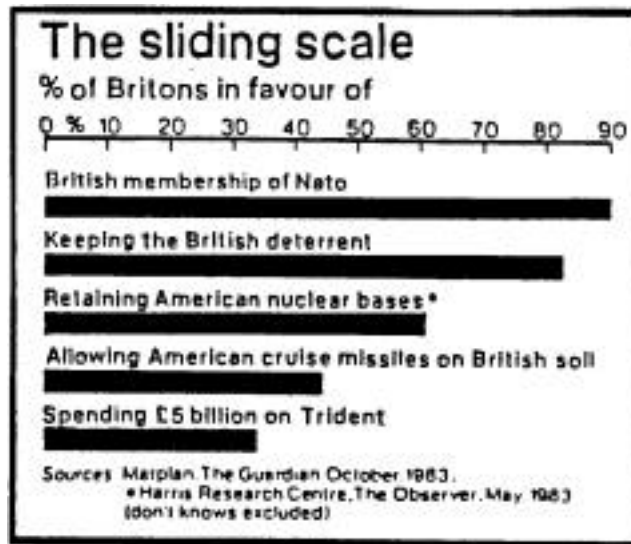 The sliding scale
% of Britons in favour of
0 % 10 20 30 40 50 60 70 80 90
British membership of Nato
Keeping the British deterrent
Retaining American nuclear bases*
Allowing American cruise missiles on British soil
Spending £5 billion on Trident
Sources Marplan. The Guardian October 1983.
* Harris Research Centre, The Observer, May 1983
(don't knows excluded)